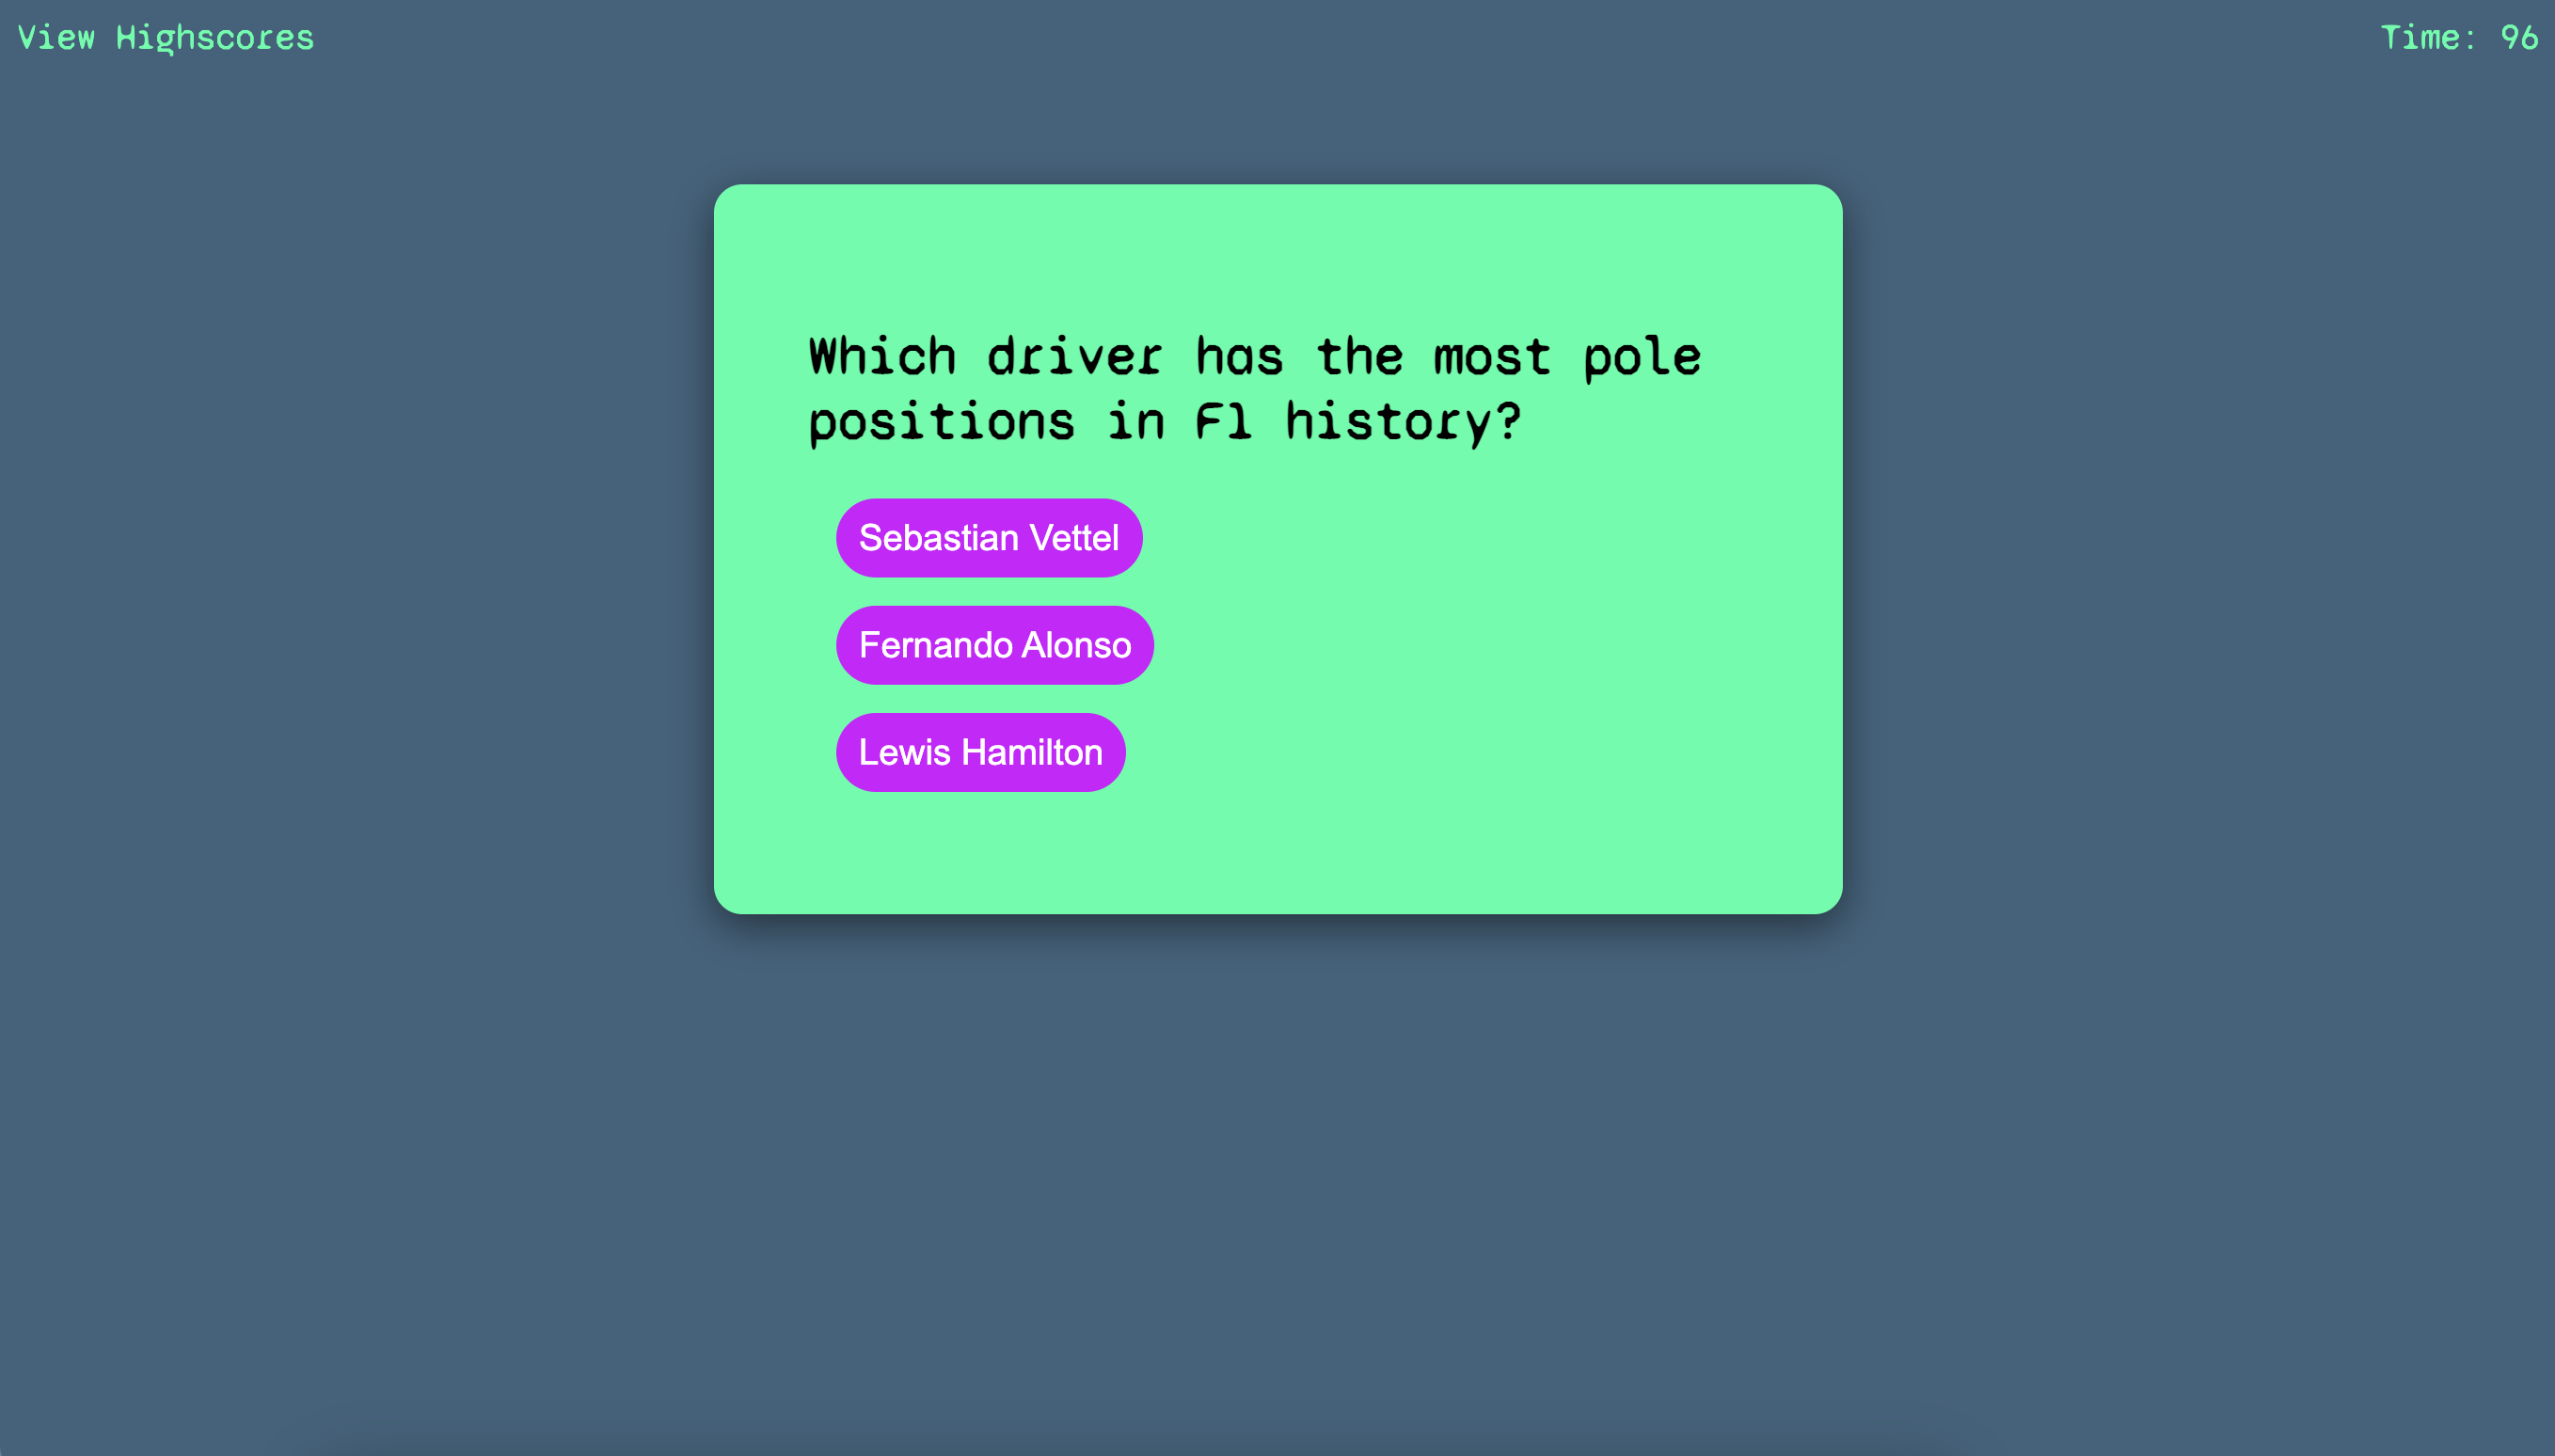 View Highscores
Time: 96
Which driver has the most pole
positions in F1 history?
Sebastian Vettel
Fernando Alonso
Lewis Hamilton